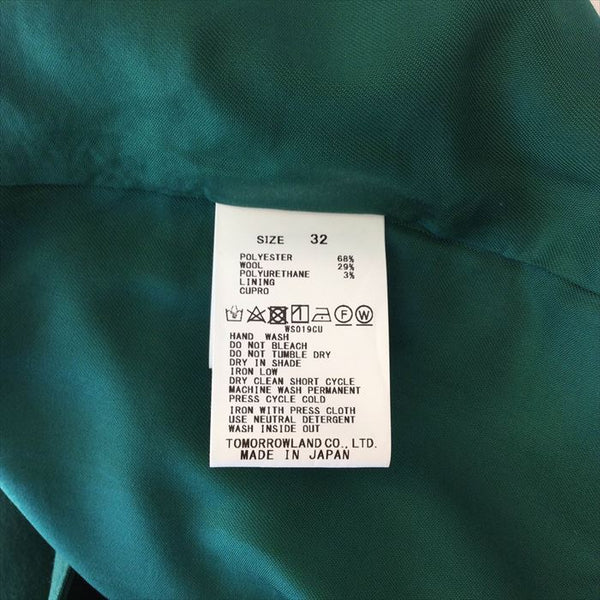 SIZE 32
POLYESTER 68%
WOOL 29%
POLYURETHANE 3%
LINING
CUPRO
F W
WS019CU
HAND WASH
DO NOT BLEACH
DO NOT TUMBLE DRY
DRY IN SHADE
IRON LOW
DRY CLEAN SHORT CYCLE
MACHINE WASH PERMANENT
PRESS CYCLE COLD
IRON WITH PRESS CLOTH
USE NEUTRAL DETERGENT
WASH INSIDE OUT
TOMORROWLAND CO., LTD.
MADE IN JAPAN